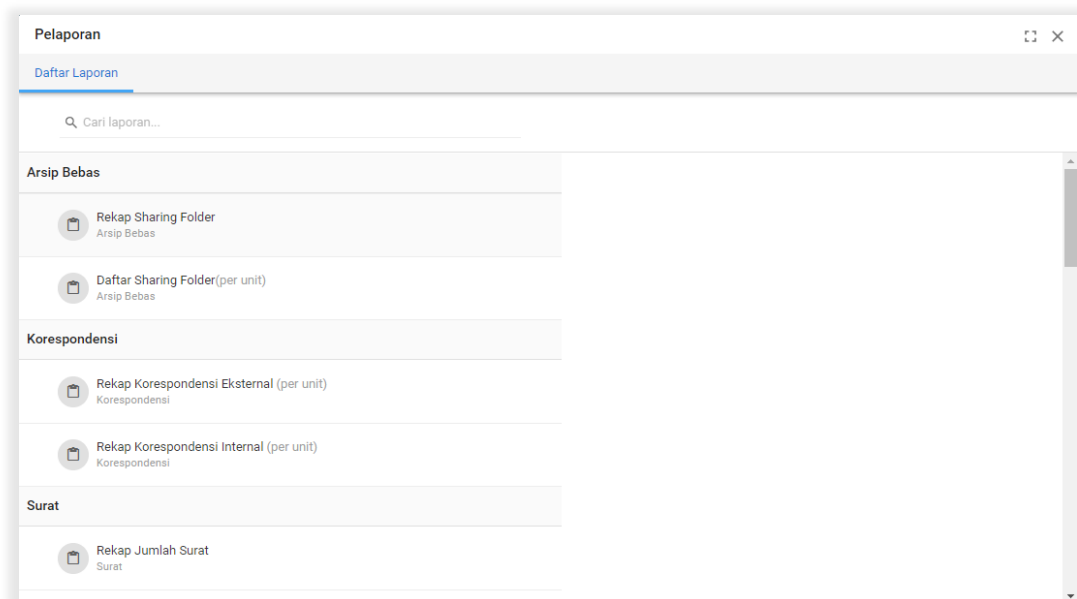 Pelaporan
Daftar Laporan
Cari laporan...
Arsip Bebas
Rekap Sharing Folder
Arsip Bebas
Daftar Sharing Folder(per unit)
Arsip Bebas
Korespondensi
Rekap Korespondensi Eksternal (per unit)
Korespondensi
Rekap Korespondensi Internal (per unit)
Korespondensi
Surat
Rekap Jumlah Surat
Surat